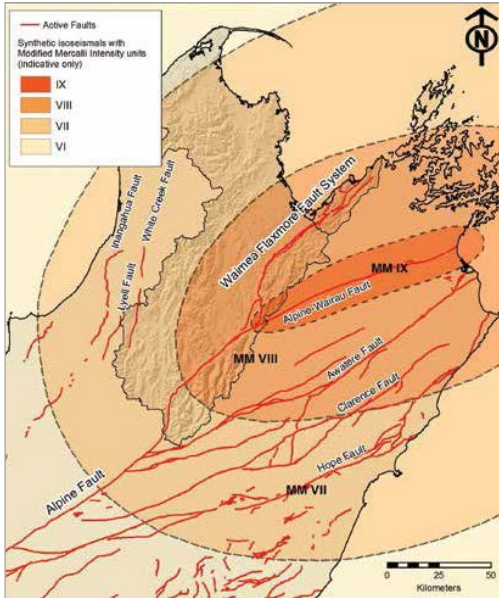 Active Faults
Synthetic isoseismals with
Modified Mercalli Intensity units
(indicative only)
IX
VIII
VII
VI
N
Inangahua Fault
White Creek Fault
Lyell Fault
Waimea Flaxmore Fault System
MM IX
Alpine-Wairau Fault
MM VIII
Awatere Fault
Clarence Fault
Hope Fault
MM VII
Alpine Fault
0 25 50
Kilometers